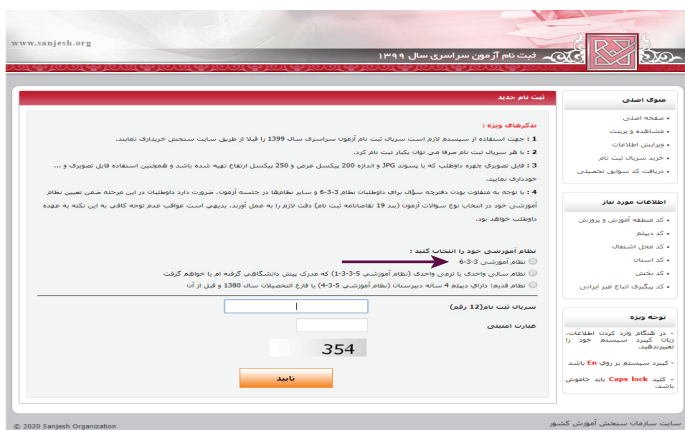 www.sanjesh.org
ثبت نام آزمون سراسری سال ۱۳۹۹
ثبت نام جدید
منوی اصلی
• صفحه اصلی
• مشاهده و پرینت
• ویرایش اطلاعات
• خرید سریال ثبت نام
• دریافت کد سوابق تحصیلی
اطلاعات مورد نیاز
• کد منطقه آموزش و پرورش
• کد دیپلم
• کد محل اشتغال
• کد استان
• کد بخش
• کد پیگیری اتباع غیر ایرانی
توجه ویژه
- در هنگام وارد کردن اطلاعات،
زبان کیبرد سیستم خود را
تغییرندهید.
- کیبرد سیستم بر روی En باشد
- کلید Caps lock باید خاموش
باشد.
تذکرهای ویژه :
1 : جهت استفاده از سیستم لازم است سریال ثبت نام آزمون سراسری سال 1399 را قبلا از طریق سایت سنجش خریداری نمایند.
2 : با هر سریال ثبت نام صرفا می توان یکبار ثبت نام کرد.
3 : فایل تصویری چهره داوطلب که با پسوند JPG و اندازه 200 پیکسل عرض و 250 پیکسل ارتفاع تهیه شده باشد و همچنین استفاده فایل تصویری و ...
خودداری نمایید.
4 : با توجه به متفاوت بودن دفترچه سؤال برای داوطلبان نظام 3-3-6 و سایر نظامها در جلسه آزمون، ضرورت دارد داوطلبان در این مرحله ضمن تعیین نظام
آموزشی خود در انتخاب نوع سوالات آزمون (بند 19 تقاضانامه ثبت نام) دقت لازم را به عمل آورند، بدیهی است عواقب عدم توجه کافی به این نکته به عهده
داوطلب خواهد بود.
نظام آموزشی خود را انتخاب کنید :
نظام آموزشی 3-3-6
نظام سالی واحدی یا ترمی واحدی (نظام آموزشی 5-3-3-1) که مدرک پیش دانشگاهی گرفته ام یا خواهم گرفت
نظام قدیم: دارای دیپلم 4 ساله دبیرستان (نظام آموزشی 5-3-4) یا فارغ التحصیلان سال 1380 و قبل از آن
سریال ثبت نام(12 رقم)
عبارت امنیتی
354
تایید
سایت سازمان سنجش آموزش کشور
© 2020 Sanjesh Organization